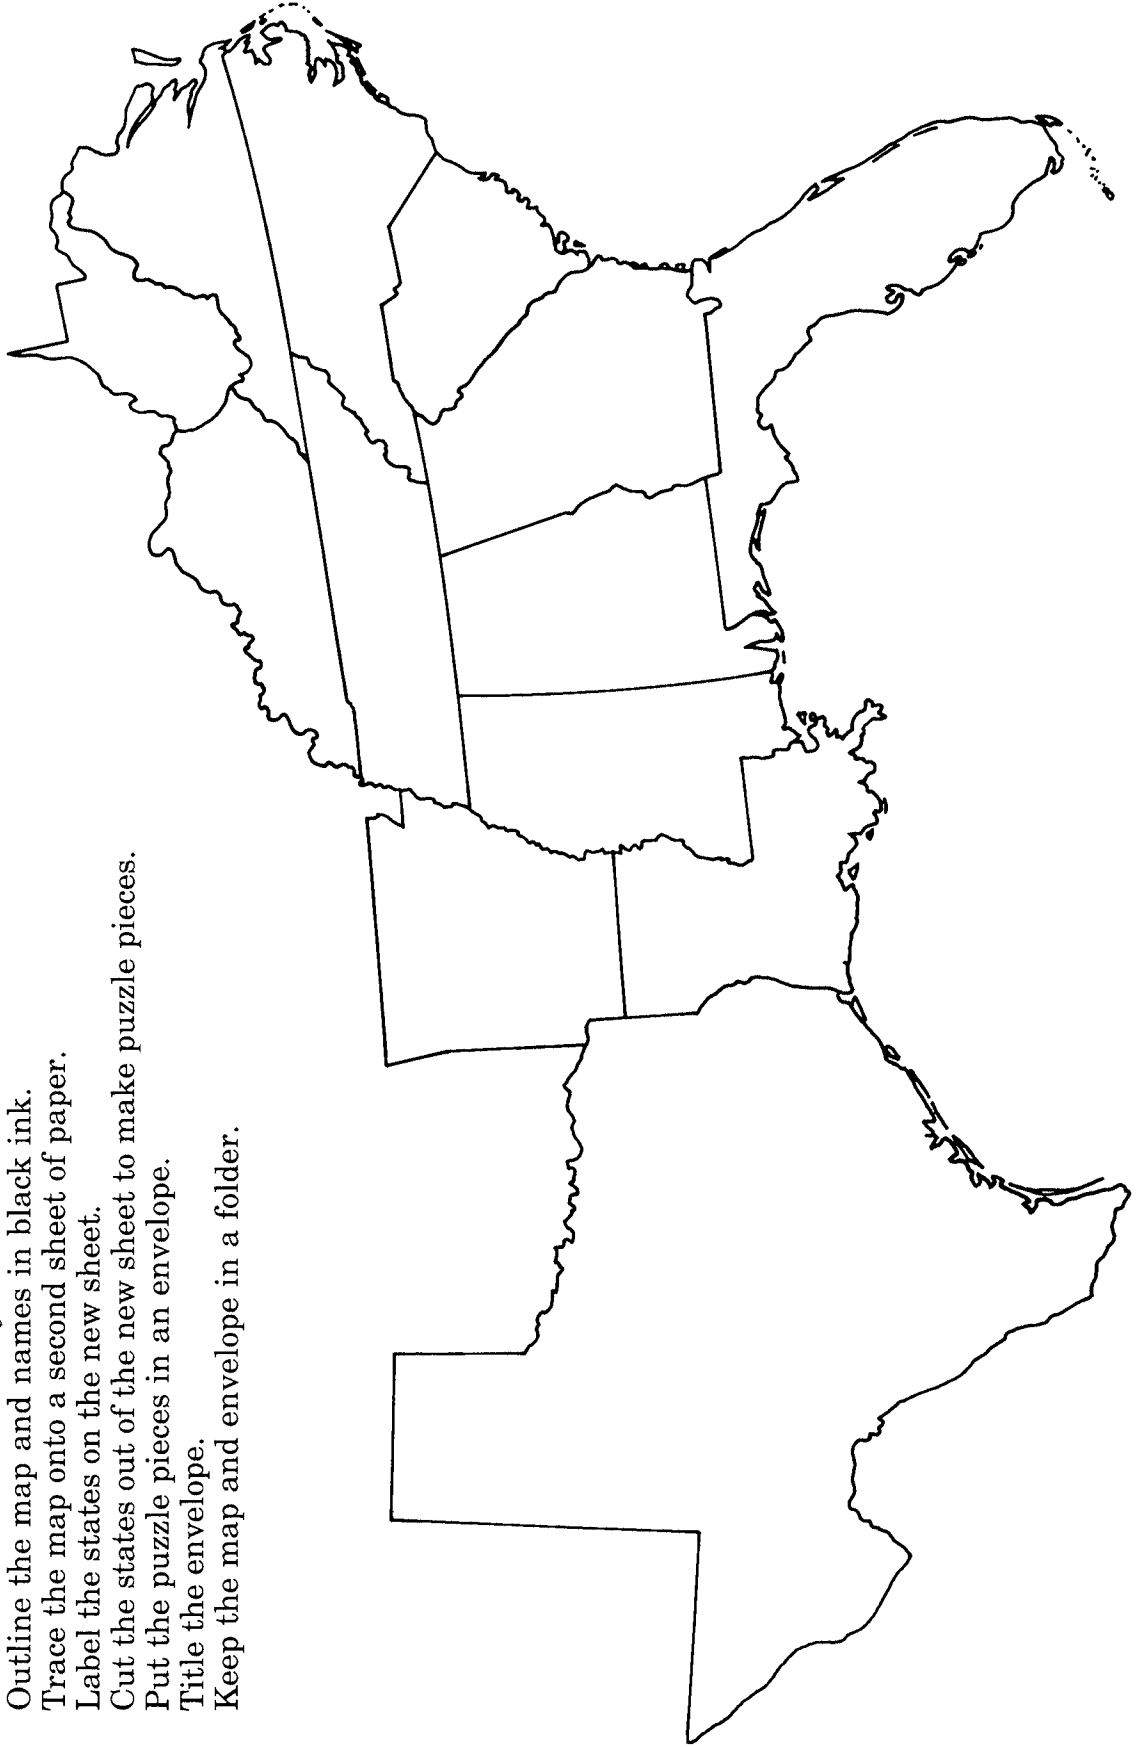 Outline the map and names in black ink.
Trace the map onto a second sheet of paper.
Label the states on the new sheet.
Cut the states out of the new sheet to make puzzle pieces.
Put the puzzle pieces in an envelope.
Title the envelope.
Keep the map and envelope in a folder.